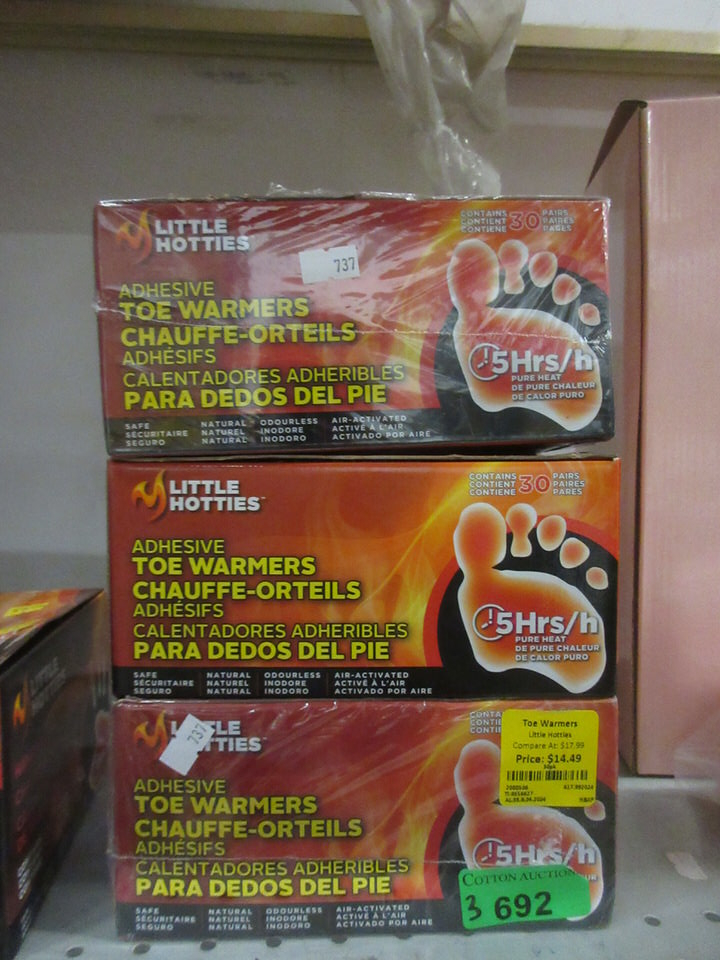 LITTLE
HOTTIES
CONTAINS 30 PAIRS
CONTIENT PAIRES
CONTIENE PARES
737
ADHESIVE
TOE WARMERS
CHAUFFE-ORTEILS
ADHÉSIFS
CALENTADORES ADHERIBLES
PARA DEDOS DEL PIE
5Hrs/h
PURE HEAT
DE PURE CHALEUR
DE CALOR PURO
SAFE NATURAL ODOURLESS AIR-ACTIVATED
SÉCURITAIRE NATUREL INODORE ACTIVÉ À L'AIR
SEGURO NATURAL INODORO ACTIVADO POR AIRE
LITTLE
HOTTIES™
CONTAINS 30 PAIRS
CONTIENT PAIRES
CONTIENE PARES
ADHESIVE
TOE WARMERS
CHAUFFE-ORTEILS
ADHÉSIFS
CALENTADORES ADHERIBLES
PARA DEDOS DEL PIE
5Hrs/h
PURE HEAT
DE PURE CHALEUR
DE CALOR PURO
SAFE NATURAL ODOURLESS AIR-ACTIVATED
SÉCURITAIRE NATUREL INODORE ACTIVÉ À L'AIR
SEGURO NATURAL INODORO ACTIVADO POR AIRE
737
Toe Warmers
Little Hotties
Compare At: $17.99
Price: $14.49
ADHESIVE
TOE WARMERS
CHAUFFE-ORTEILS
ADHÉSIFS
CALENTADORES ADHERIBLES
PARA DEDOS DEL PIE
5Hrs/h
COTTON AUCTION
3 692
SAFE NATURAL ODOURLESS AIR-ACTIVATED
SÉCURITAIRE NATUREL INODORE ACTIVÉ À L'AIR
SEGURO NATURAL INODORO ACTIVADO POR AIRE